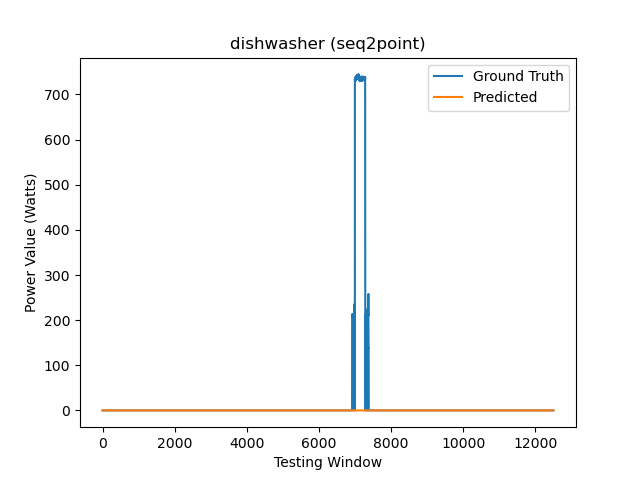 dishwasher (seq2point)
Ground Truth
Predicted
Power Value (Watts)
700
600
500
400
300
200
100
0
0 2000 4000 6000 8000 10000 12000
Testing Window